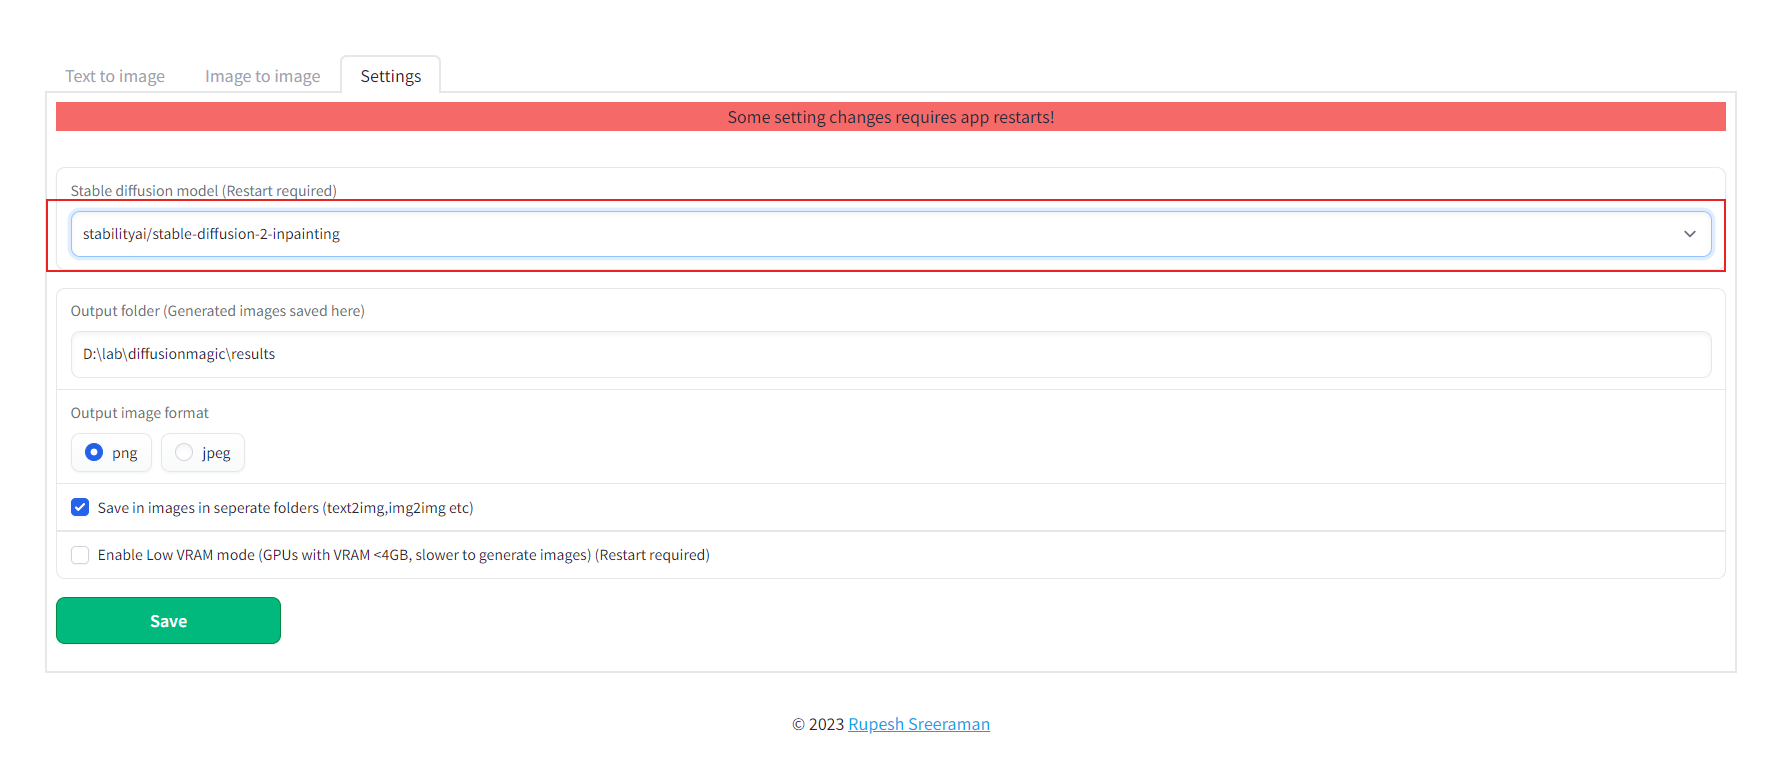 Text to image
Image to image
Settings
Some setting changes requires app restarts!
Stable diffusion model (Restart required)
stabilityai/stable-diffusion-2-inpainting
Output folder (Generated images saved here)
D:\lab\diffusionmagic\results
Output image format
png
jpeg
Save in images in seperate folders (text2img,img2img etc)
Enable Low VRAM mode (GPUs with VRAM <4GB, slower to generate images) (Restart required)
Save
© 2023 Rupesh Sreeraman